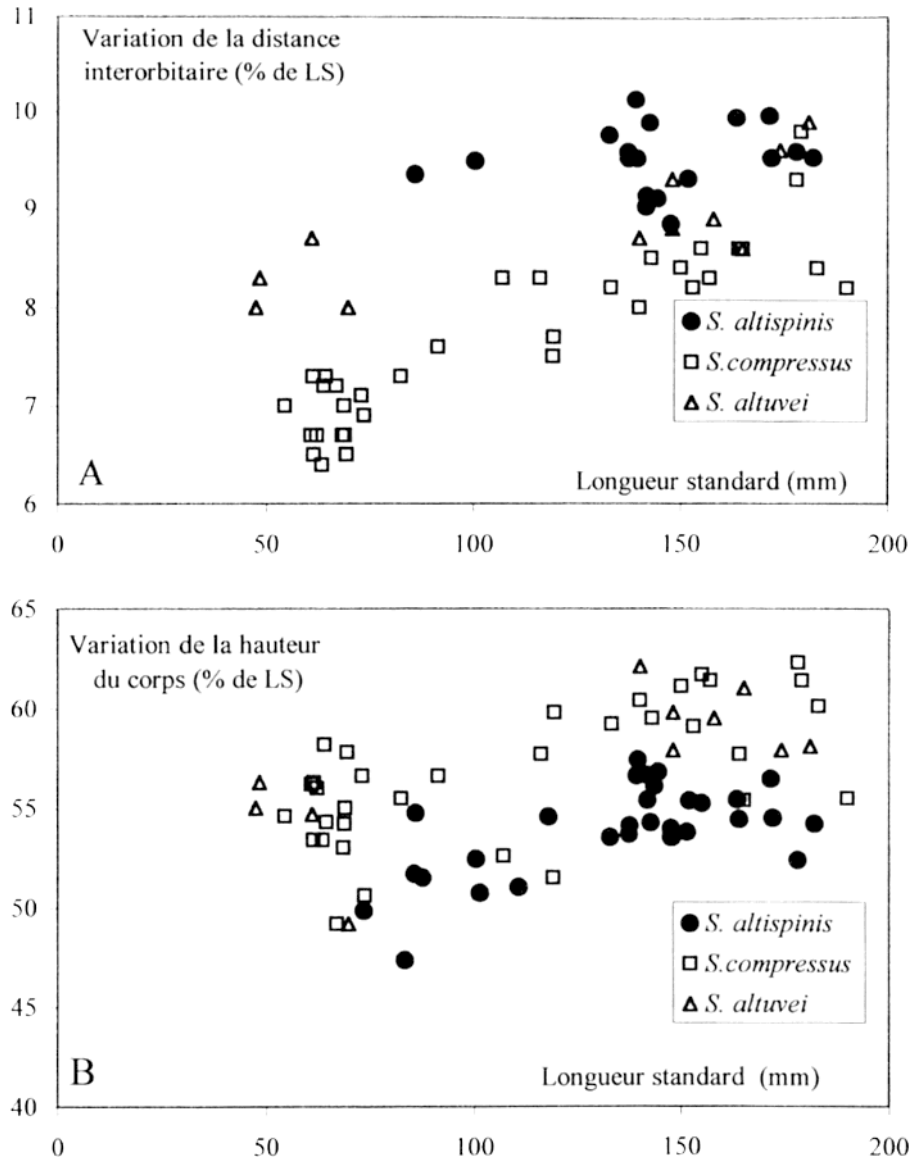 11
Variation de la distance
interorbitaire (% de LS)
10
9
8
7
6
S. altispinis
S.compressus
S. altuvei
A
Longueur standard (mm)
0 50 100 150 200
65
Variation de la hauteur
du corps (% de LS)
60
55
50
45
40
S. altispinis
S.compressus
S. altuvei
B
Longueur standard (mm)
0 50 100 150 200